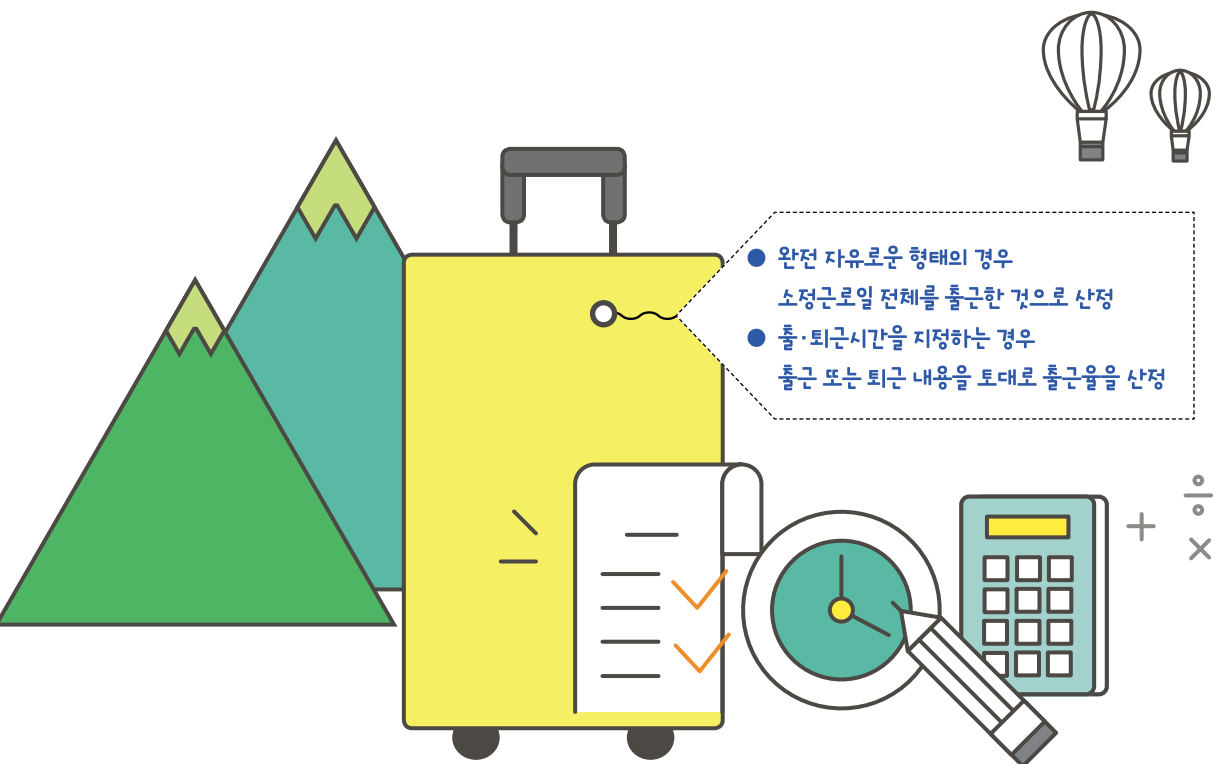 ● 완전 자유로운 형태의 경우
소정근로일 전체를 출근한 것으로 산정
● 출·퇴근시간을 지정하는 경우
출근 또는 퇴근 내용을 토대로 출근율을 산정